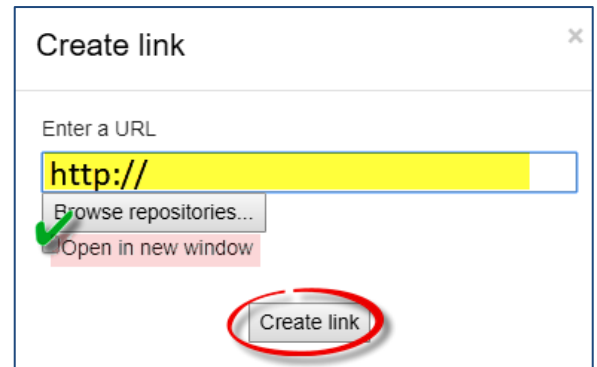 Create link
×
Enter a URL
http://
Browse repositories...
Open in new window
Create link